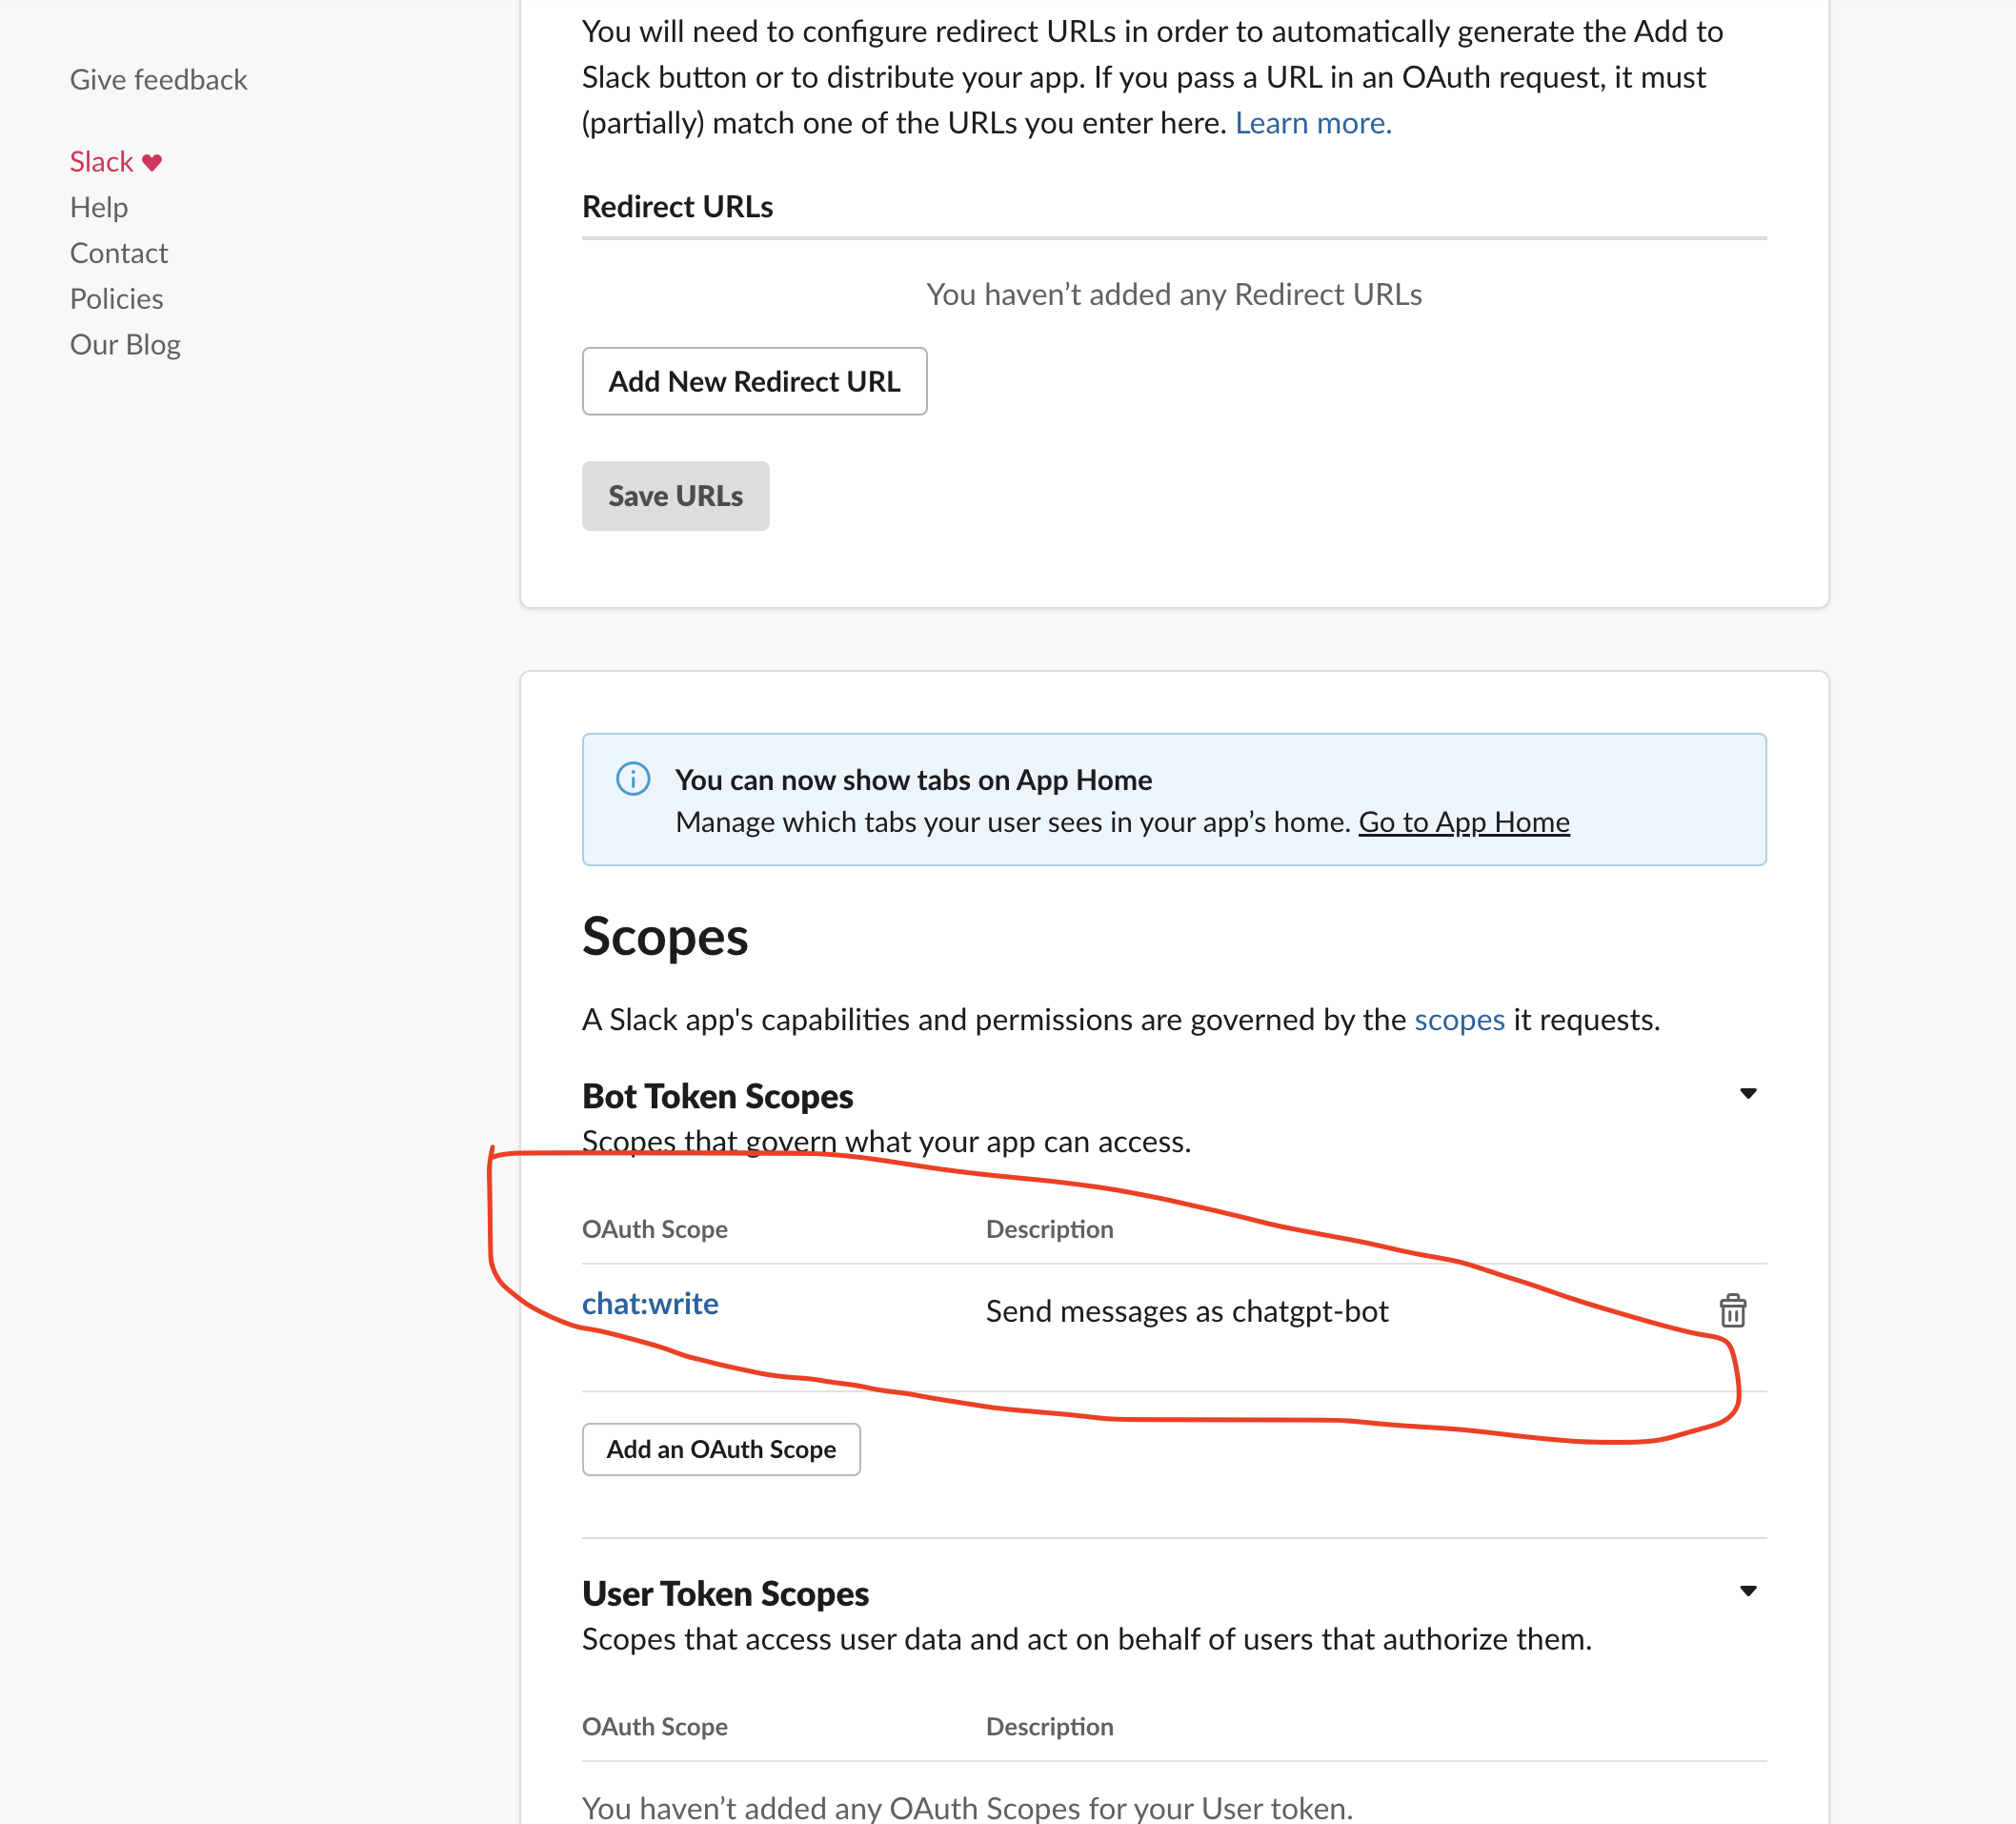 Give feedback
Slack ♥
Help
Contact
Policies
Our Blog
You will need to configure redirect URLs in order to automatically generate the Add to
Slack button or to distribute your app. If you pass a URL in an OAuth request, it must
(partially) match one of the URLs you enter here. Learn more.
Redirect URLs
You haven’t added any Redirect URLs
Add New Redirect URL
Save URLs
You can now show tabs on App Home
Manage which tabs your user sees in your app’s home. Go to App Home
Scopes
A Slack app's capabilities and permissions are governed by the scopes it requests.
Bot Token Scopes
Scopes that govern what your app can access.
OAuth Scope Description
chat:write Send messages as chatgpt-bot
Add an OAuth Scope
User Token Scopes
Scopes that access user data and act on behalf of users that authorize them.
OAuth Scope Description
You haven’t added any OAuth Scopes for your User token.